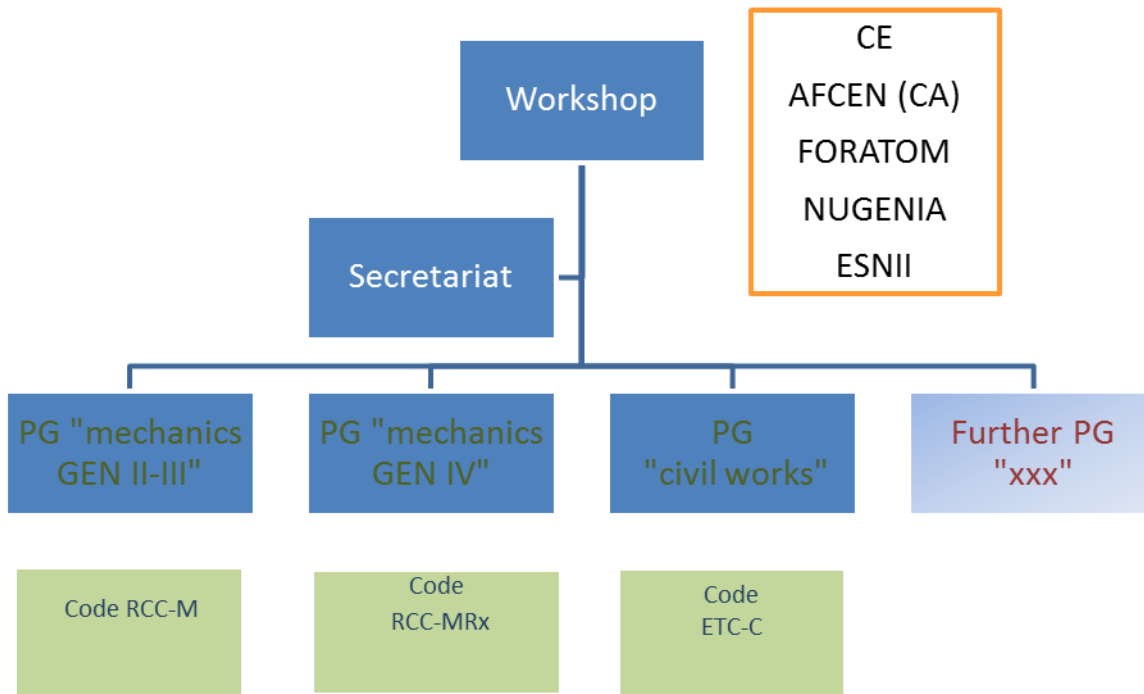 Workshop
CE
AFCEN (CA)
FORATOM
NUGENIA
ESNII
Secretariat
PG "mechanics
GEN II-III"
PG "mechanics
GEN IV"
PG
"civil works"
Further PG
"xxx"
Code RCC-M
Code
RCC-MRx
Code
ETC-C